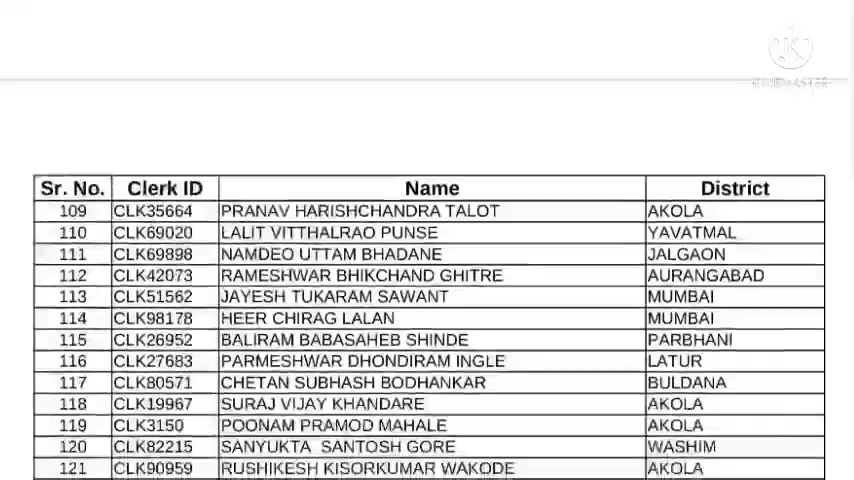 KINEMASTER
Sr. No. Clerk ID Name District
109 CLK35664 PRANAV HARISHCHANDRA TALOT AKOLA
110 CLK69020 LALIT VITTHALRAO PUNSE YAVATMAL
111 CLK69898 NAMDEO UTTAM BHADANE JALGAON
112 CLK42073 RAMESHWAR BHIKCHAND GHITRE AURANGABAD
113 CLK51562 JAYESH TUKARAM SAWANT MUMBAI
114 CLK98178 HEER CHIRAG LALAN MUMBAI
115 CLK26952 BALIRAM BABASAHEB SHINDE PARBHANI
116 CLK27683 PARMESHWAR DHONDIRAM INGLE LATUR
117 CLK80571 CHETAN SUBHASH BODHANKAR BULDANA
118 CLK19967 SURAJ VIJAY KHANDARE AKOLA
119 CLK3150 POONAM PRAMOD MAHALE AKOLA
120 CLK82215 SANYUKTA SANTOSH GORE WASHIM
121 CLK90959 RUSHIKESH KISORKUMAR WAKODE AKOLA